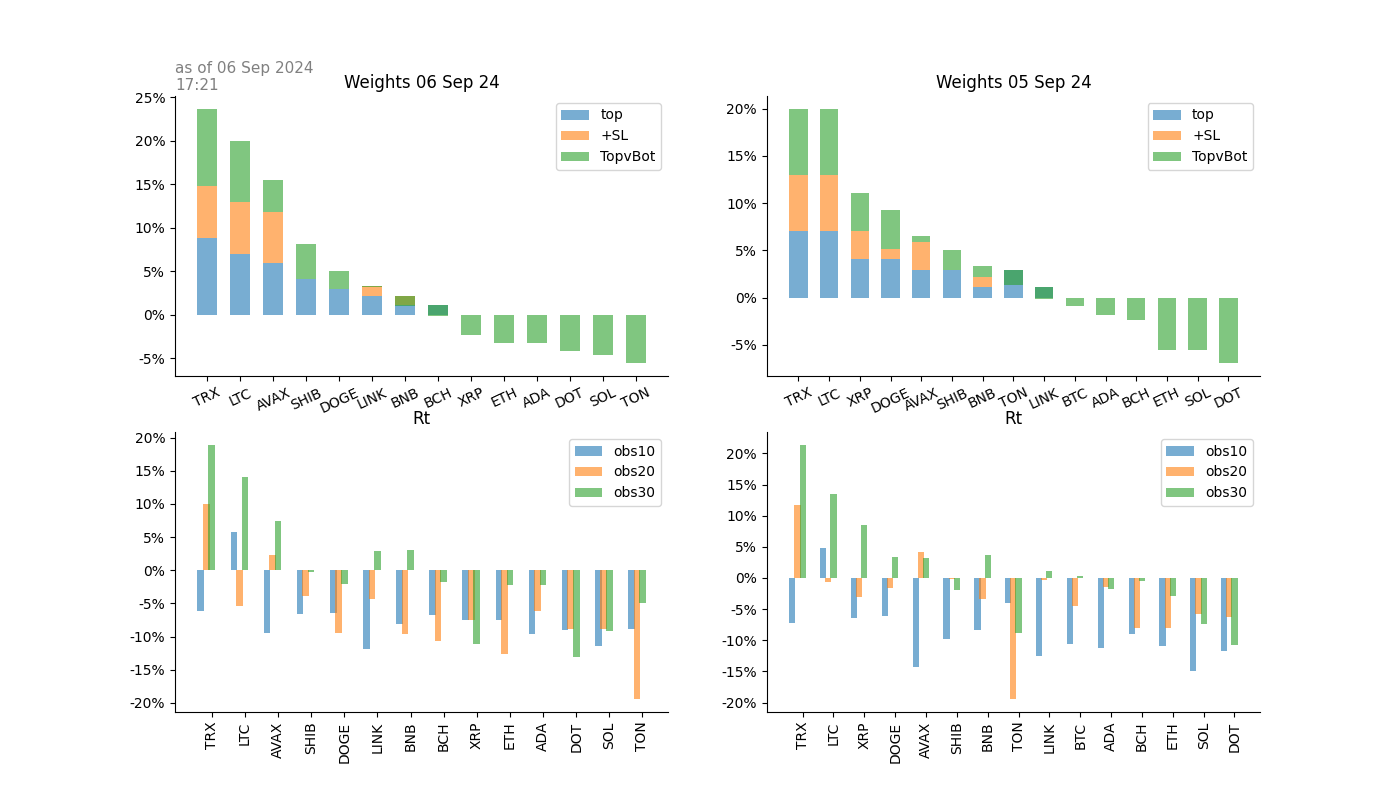 as of 06 Sep 2024
17:21
Weights 06 Sep 24
25%
20%
15%
10%
5%
0%
-5%
top
+SL
TopvBot
TRX LTC AVAX SHIB DOGE LINK BNB BCH XRP ETH ADA DOT SOL TON
Weights 05 Sep 24
20%
15%
10%
5%
0%
-5%
top
+SL
TopvBot
TRX LTC XRP DOGE AVAX SHIB BNB TON LINK BTC ADA BCH ETH SOL DOT
Rt
20%
15%
10%
5%
0%
-5%
-10%
-15%
-20%
obs10
obs20
obs30
TRX LTC AVAX SHIB DOGE LINK BNB BCH XRP ETH ADA DOT SOL TON
Rt
20%
15%
10%
5%
0%
-5%
-10%
-15%
-20%
obs10
obs20
obs30
TRX LTC XRP DOGE AVAX SHIB BNB TON LINK BTC ADA BCH ETH SOL DOT